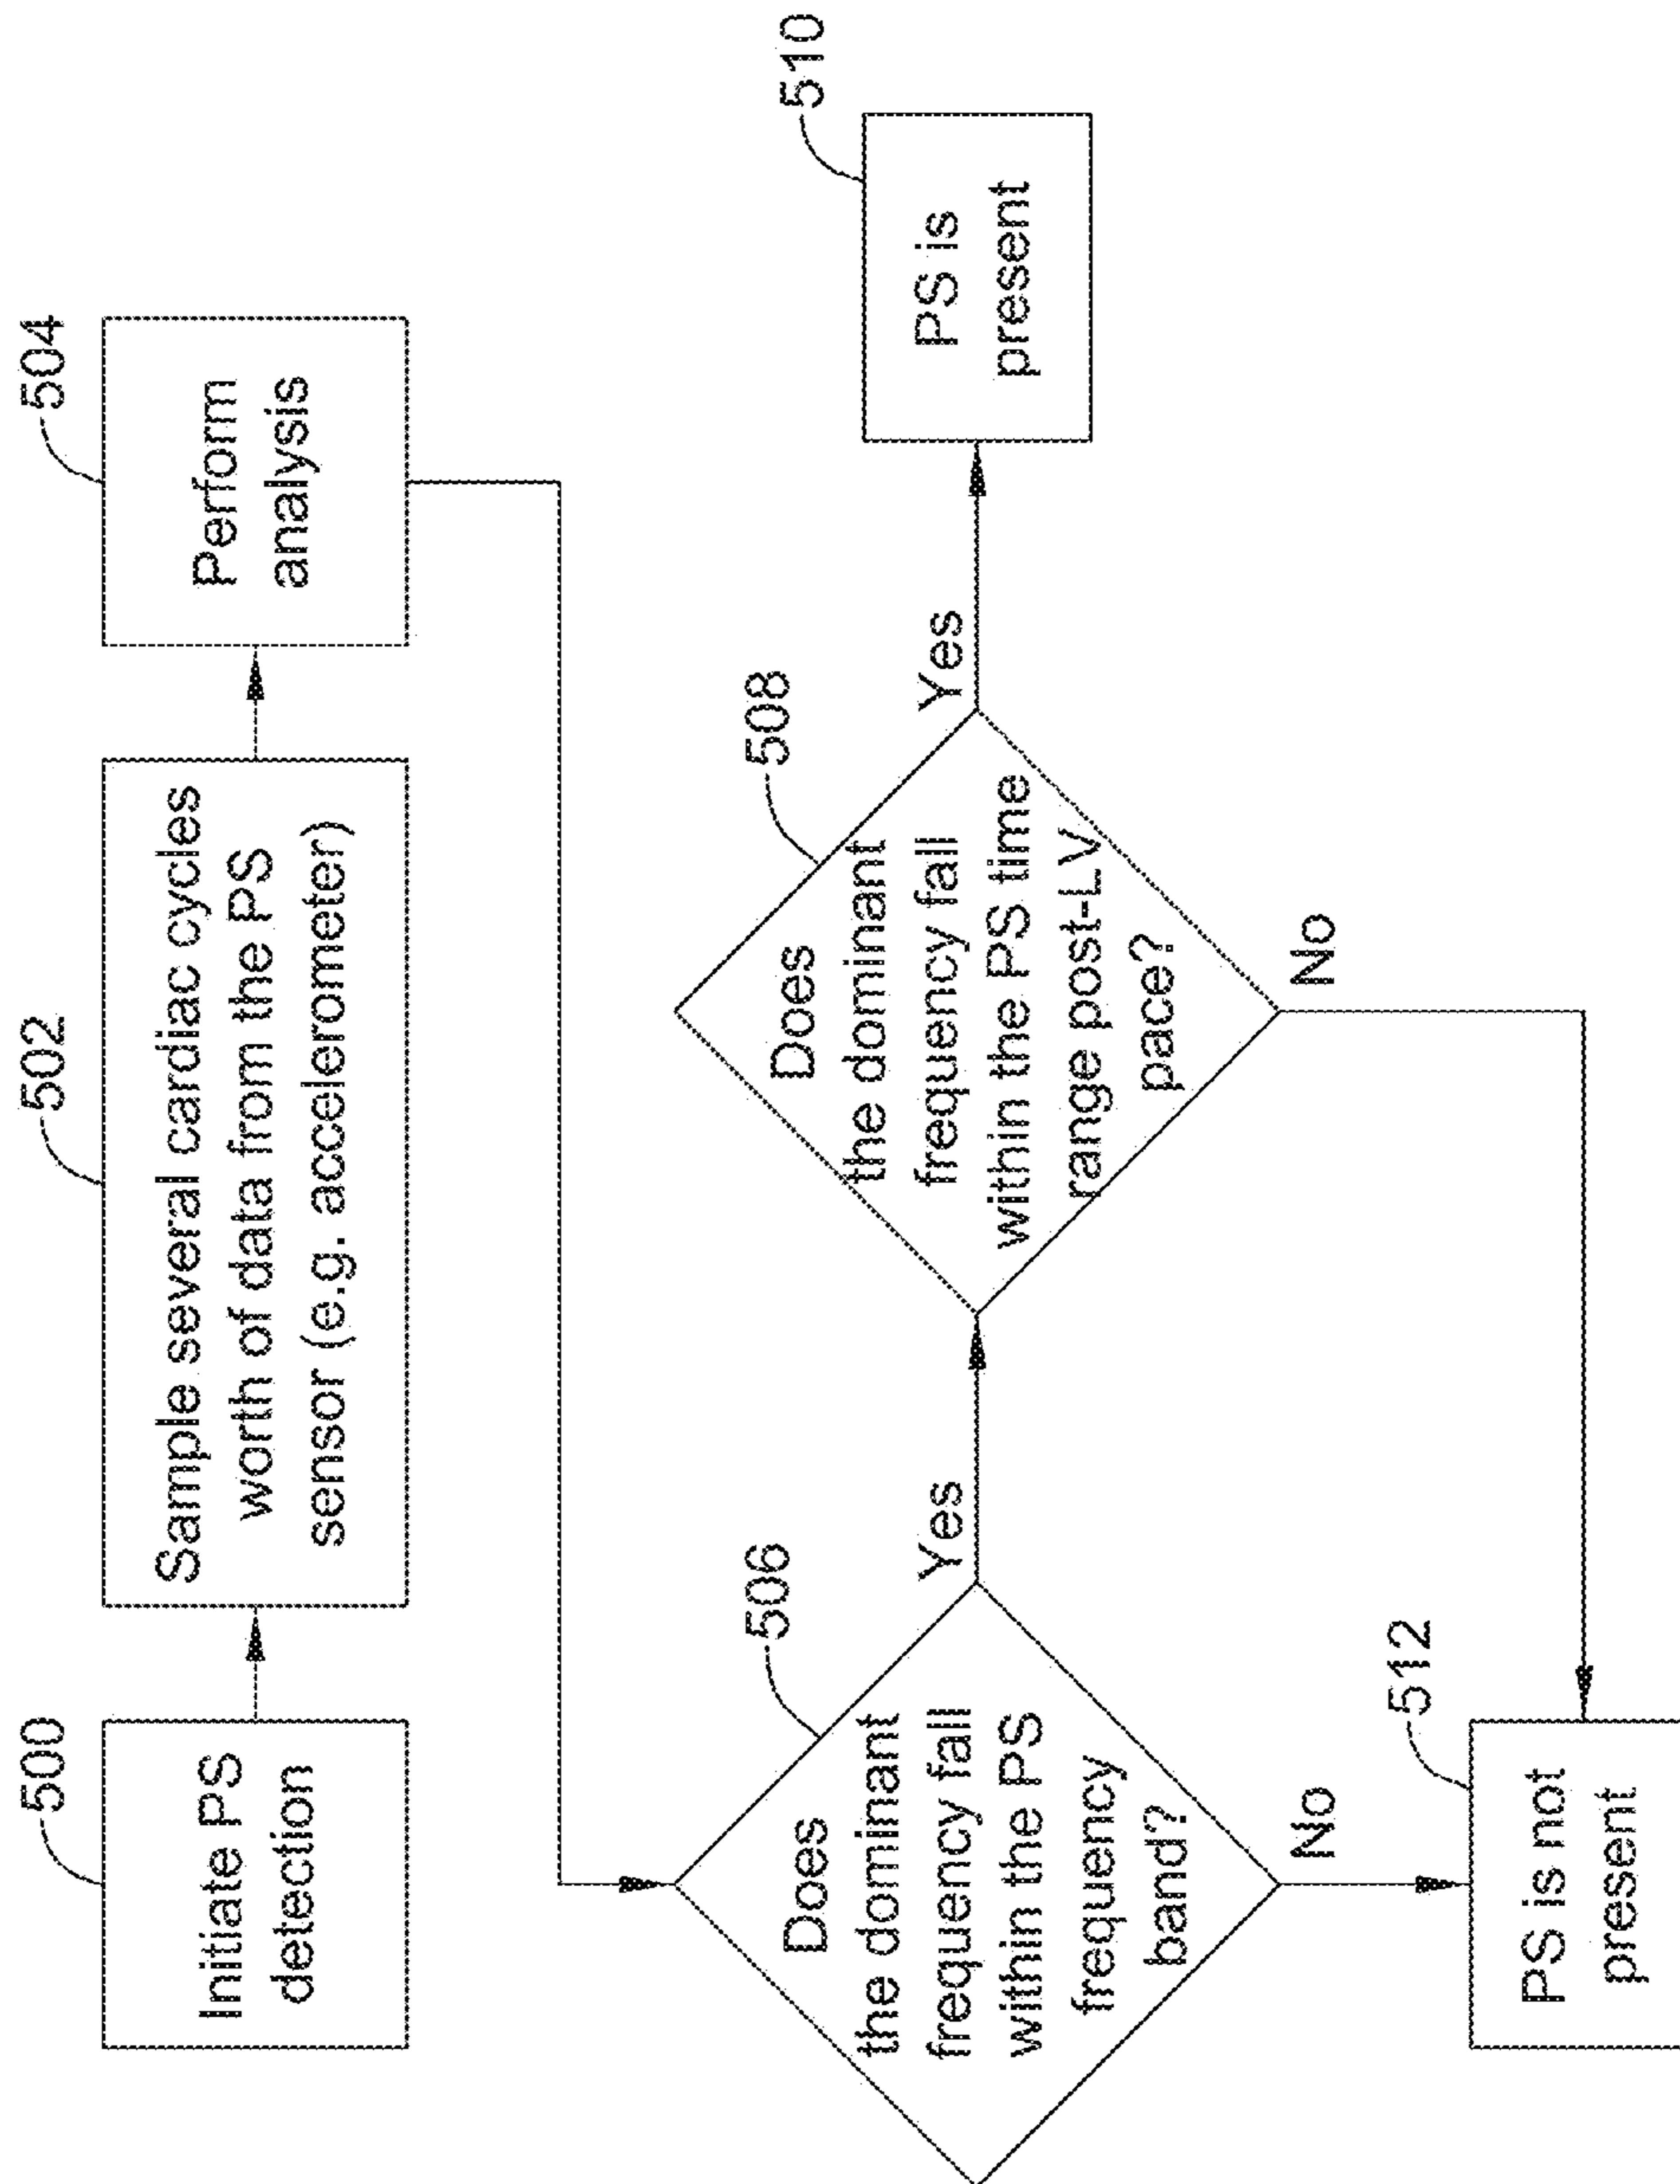 500
Initiate PS
detection
502
Sample several cardiac cycles
worth of data from the PS
sensor (e.g. accelerometer)
504
Perform
analysis
506
Does
the dominant
frequency fall
within the PS
frequency
band?
Yes
No
508
Does
the dominant
frequency fall
within the PS time
range post-LV
pace?
Yes
No
510
PS is
present
512
PS is not
present